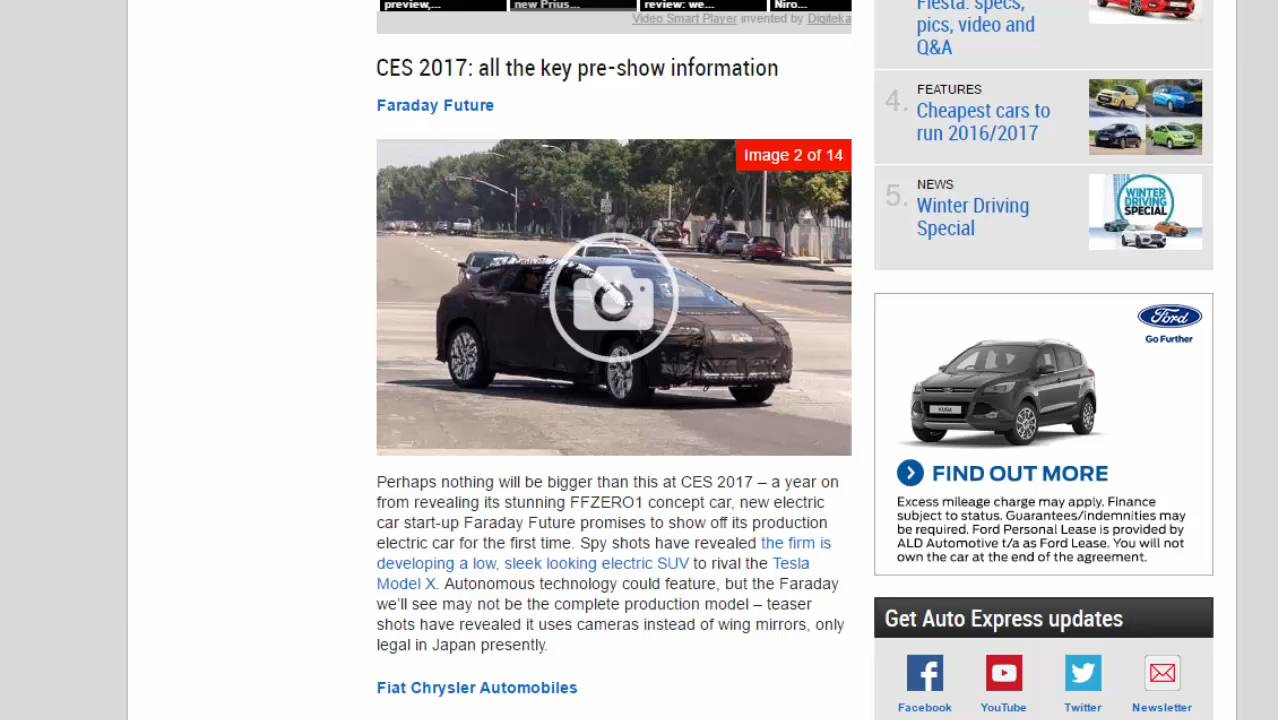 preview,...
new Prius...
review: we...
Niro...
Video Smart Player invented by Digiteka
CES 2017: all the key pre-show information
Faraday Future
Image 2 of 14
Perhaps nothing will be bigger than this at CES 2017 – a year on
from revealing its stunning FFZERO1 concept car, new electric
car start-up Faraday Future promises to show off its production
electric car for the first time. Spy shots have revealed the firm is
developing a low, sleek looking electric SUV to rival the Tesla
Model X. Autonomous technology could feature, but the Faraday
we'll see may not be the complete production model – teaser
shots have revealed it uses cameras instead of wing mirrors, only
legal in Japan presently.
Fiat Chrysler Automobiles
Fiesta: specs,
pics, video and
Q&A
4.
FEATURES
Cheapest cars to
run 2016/2017
5.
NEWS
Winter Driving
Special
WINTER
DRIVING
SPECIAL
Ford
Go Further
KUGA
FIND OUT MORE
Excess mileage charge may apply. Finance
subject to status. Guarantees/indemnities may
be required. Ford Personal Lease is provided by
ALD Automotive t/a as Ford Lease. You will not
own the car at the end of the agreement.
Get Auto Express updates
Facebook
YouTube
Twitter
Newsletter